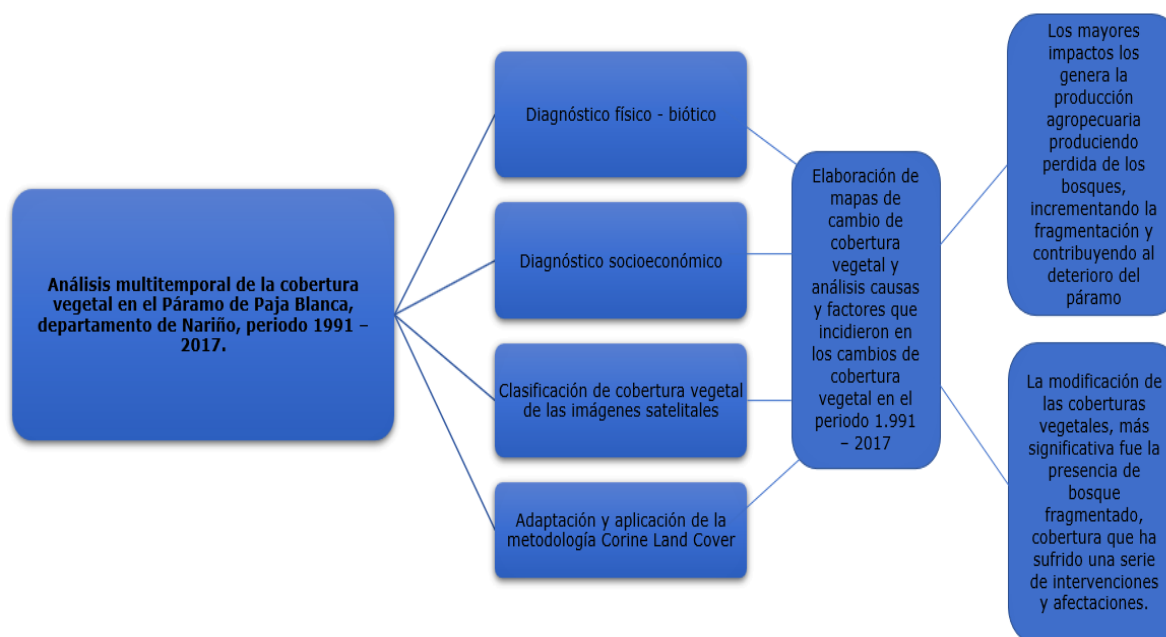 Análisis multitemporal de la cobertura
vegetal en el Páramo de Paja Blanca,
departamento de Nariño, periodo 1991 –
2017.
Diagnóstico físico - biótico
Diagnóstico socioeconómico
Clasificación de cobertura vegetal
de las imágenes satelitales
Adaptación y aplicación de la
metodología Corine Land Cover
Elaboración de
mapas de
cambio de
cobertura
vegetal y
análisis causas
y factores que
incidieron en
los cambios de
cobertura
vegetal en el
periodo 1.991
– 2017
Los mayores
impactos los
genera la
producción
agropecuaria
produciendo
perdida de los
bosques,
incrementando la
fragmentación y
contribuyendo al
deterioro del
páramo
La modificación de
las coberturas
vegetales, más
significativa fue la
presencia de
bosque
fragmentado,
cobertura que ha
sufrido una serie
de intervenciones
y afectaciones.